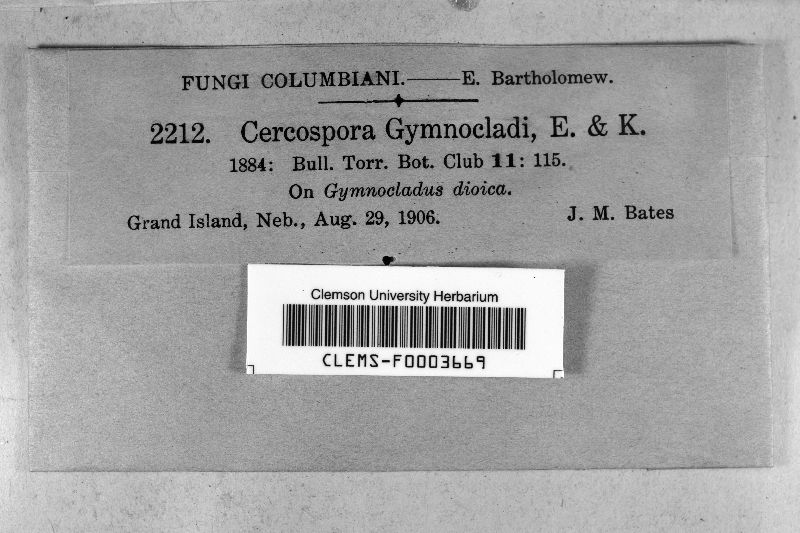 FUNGI COLUMBIANI.——E. Bartholomew.
2212. Cercospora Gymnocladi, E. & K.
1884: Bull. Torr. Bot. Club 11: 115.
On Gymnocladus dioica.
Grand Island, Neb., Aug. 29, 1906. J. M. Bates
Clemson University Herbarium
CLEMS-F0003669